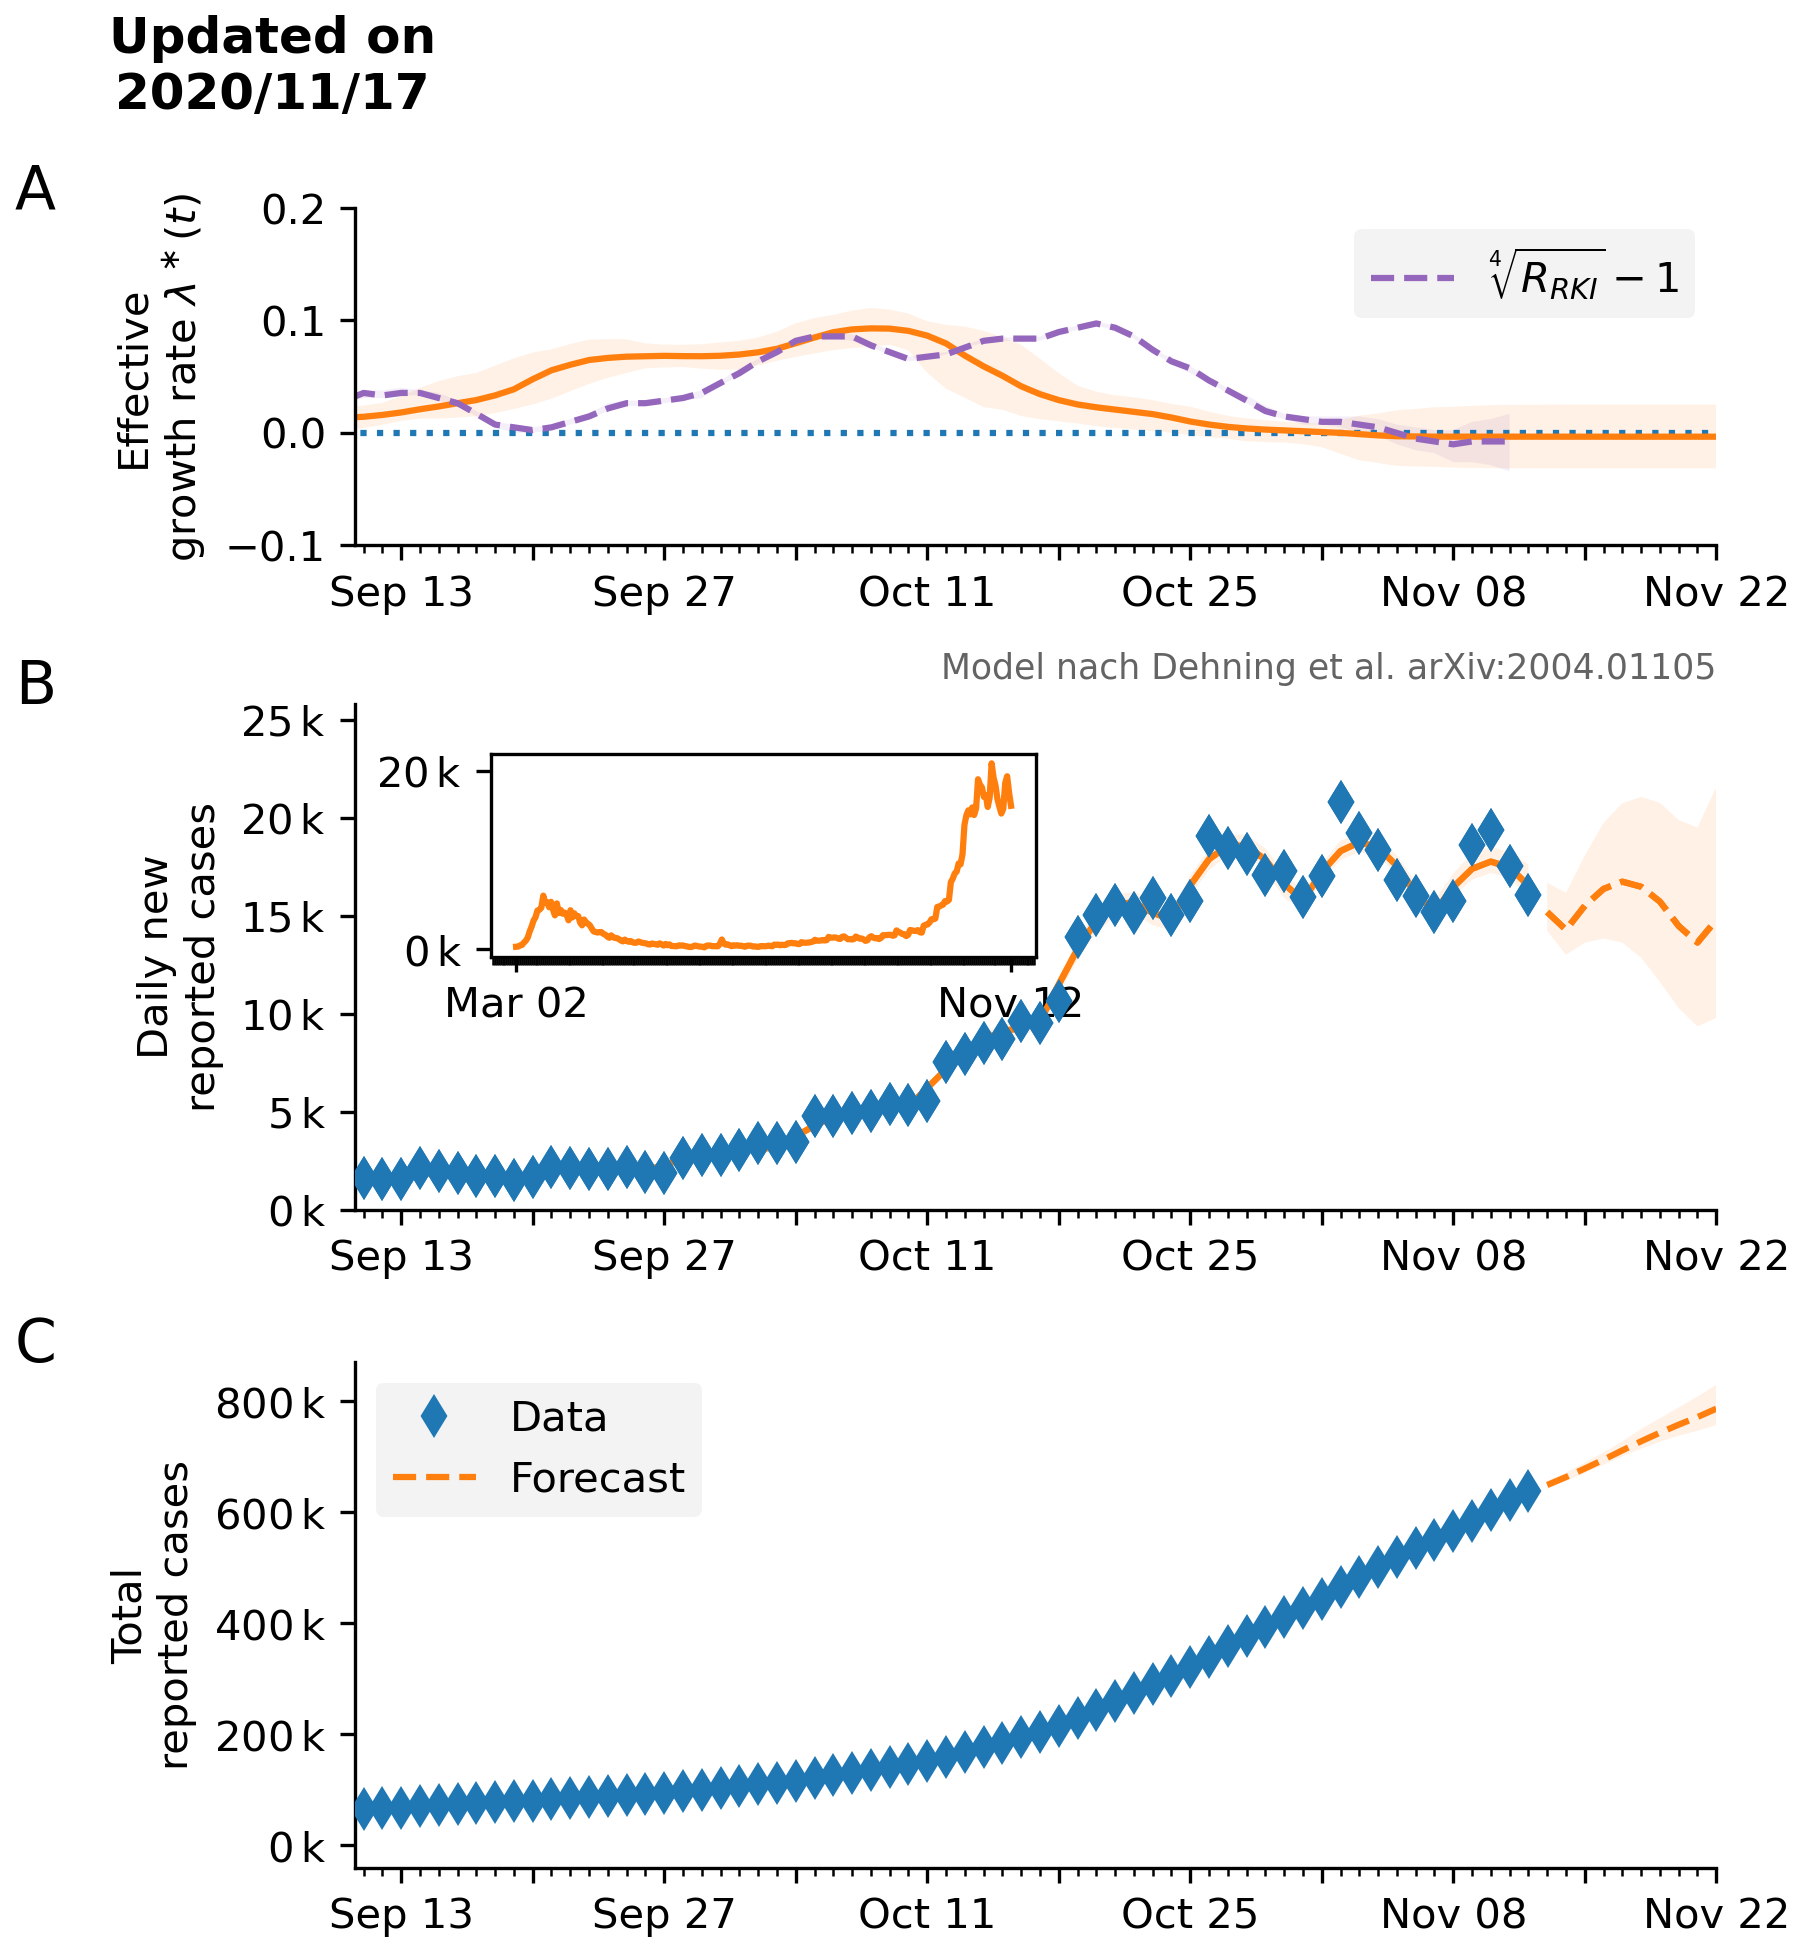 Updated on
2020/11/17
A
Effective
growth rate λ * (t)
0.2
0.1
0.0
−0.1
∜R_RKI − 1
Sep 13
Sep 27
Oct 11
Oct 25
Nov 08
Nov 22
Model nach Dehning et al. arXiv:2004.01105
B
Daily new
reported cases
25 k
20 k
15 k
10 k
5 k
0 k
20 k
0 k
Mar 02
Nov 12
Sep 13
Sep 27
Oct 11
Oct 25
Nov 08
Nov 22
C
Total
reported cases
800 k
600 k
400 k
200 k
0 k
Data
Forecast
Sep 13
Sep 27
Oct 11
Oct 25
Nov 08
Nov 22